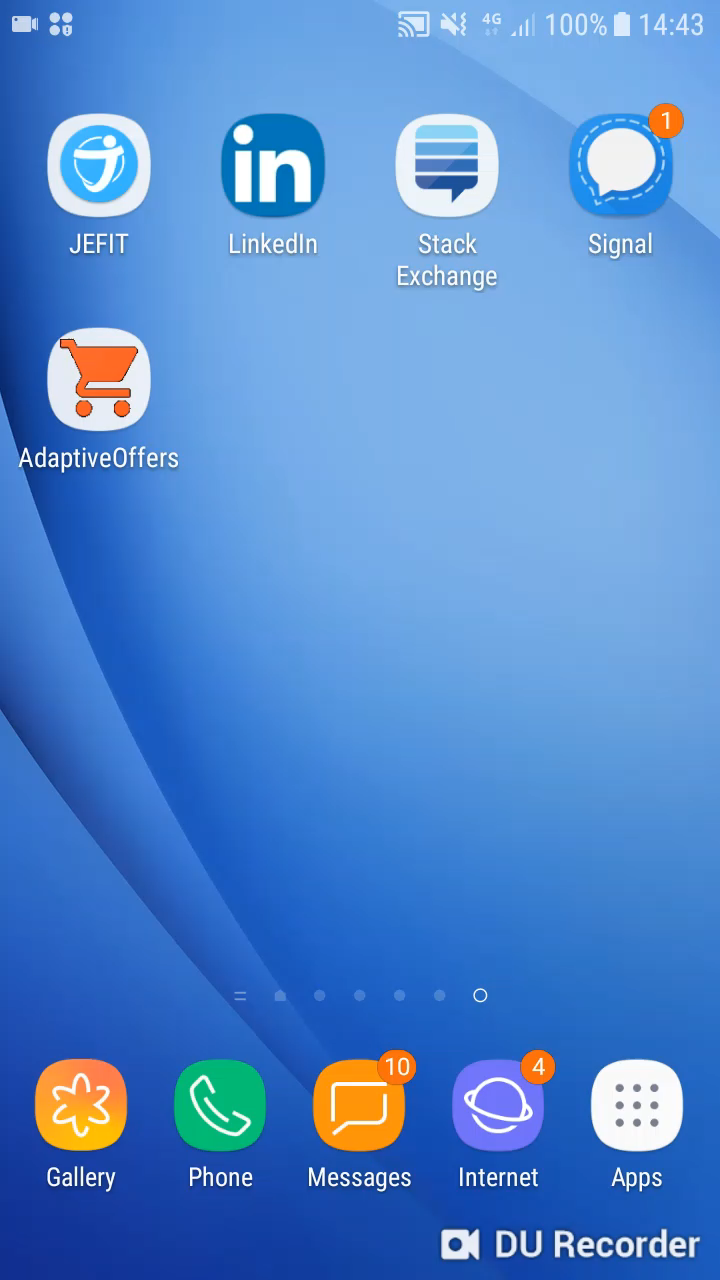 4G 100% 14:43
1
in
JEFIT LinkedIn Stack Exchange Signal
AdaptiveOffers
10 4
Gallery Phone Messages Internet Apps
DU Recorder